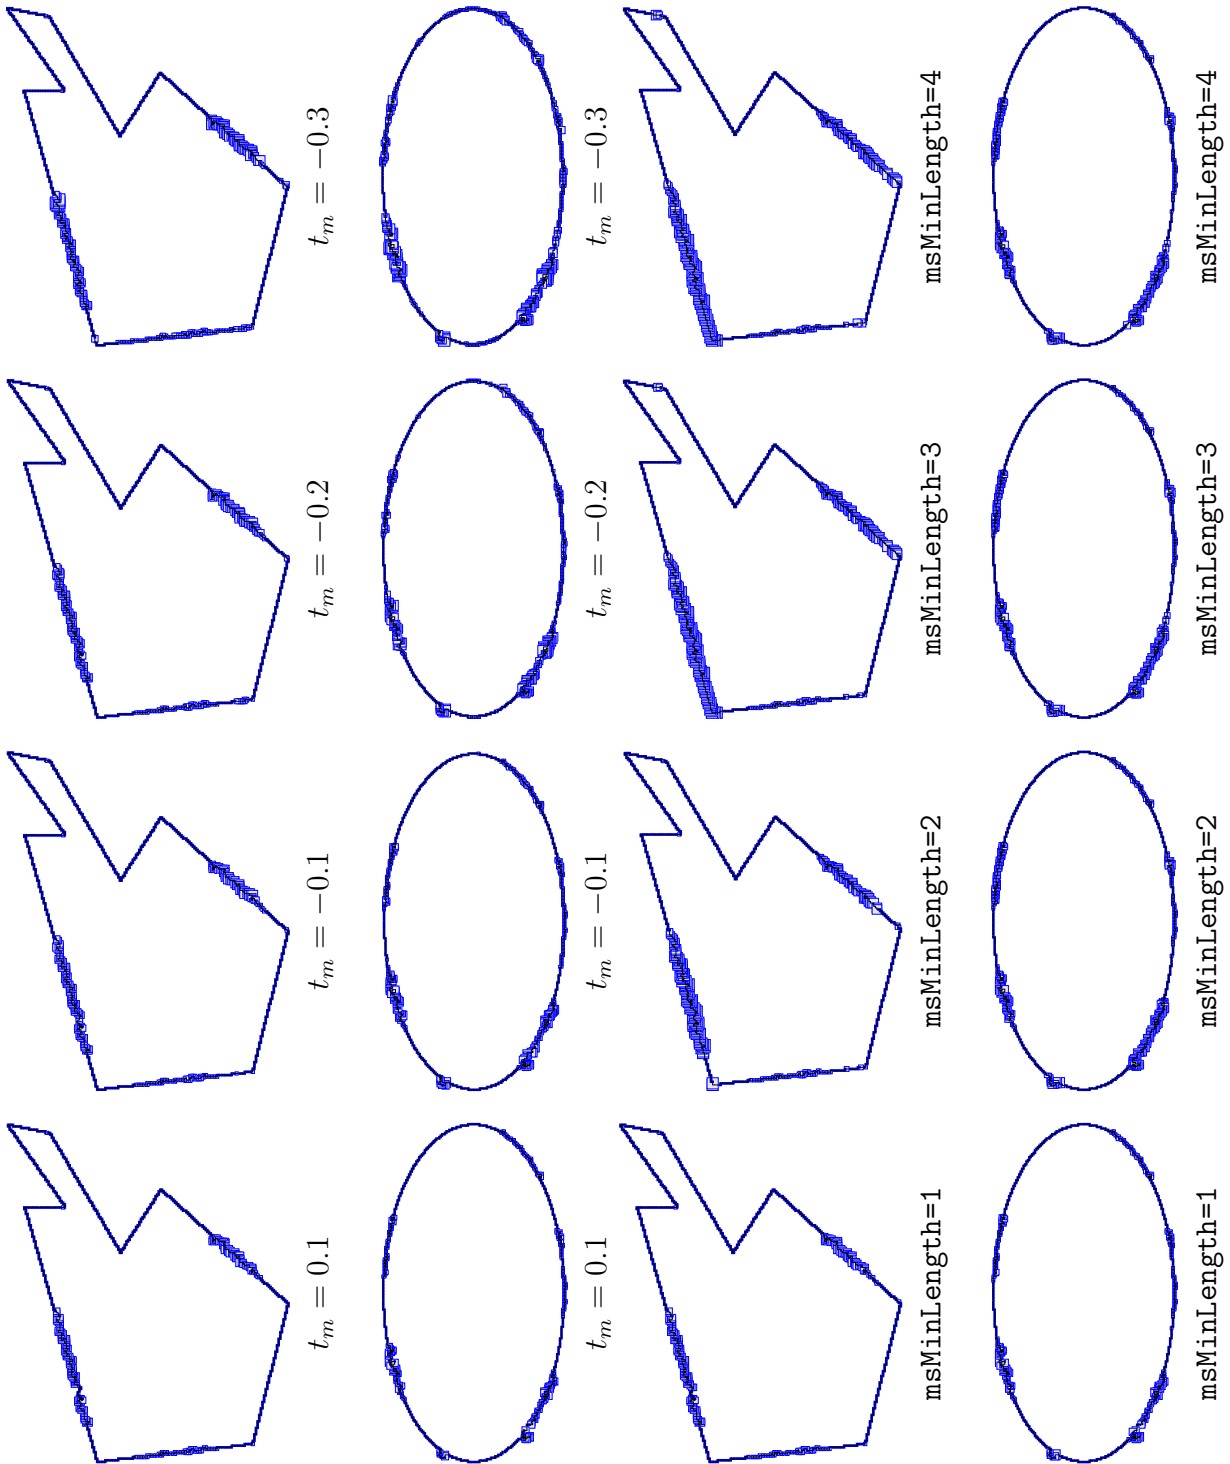 $t_m = 0.1$
$t_m = -0.1$
$t_m = -0.2$
$t_m = -0.3$
$t_m = 0.1$
$t_m = -0.1$
$t_m = -0.2$
$t_m = -0.3$
msMinLength=1
msMinLength=2
msMinLength=3
msMinLength=4
msMinLength=1
msMinLength=2
msMinLength=3
msMinLength=4